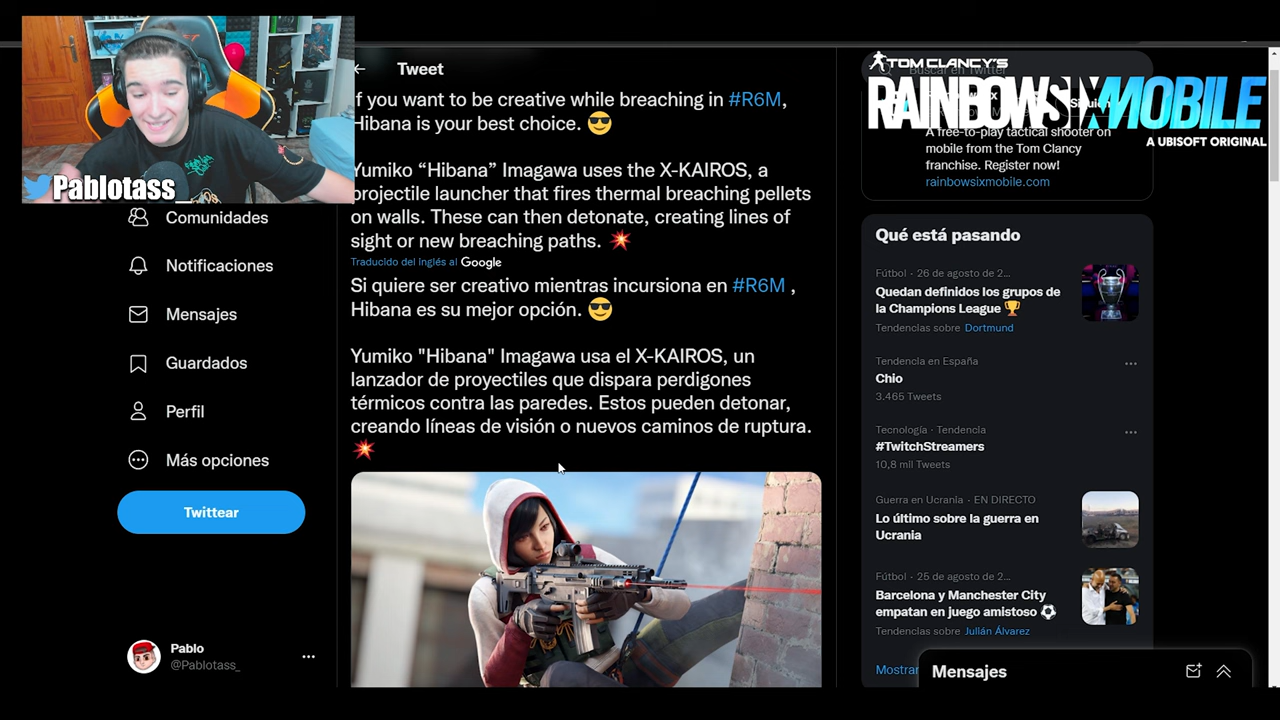 Pablotass_
Comunidades
Notificaciones
Mensajes
Guardados
Perfil
Más opciones
Twittear
Pablo
@Pablotass_
Tweet
If you want to be creative while breaching in #R6M,
Hibana is your best choice. 😎
Yumiko “Hibana” Imagawa uses the X-KAIROS, a
projectile launcher that fires thermal breaching pellets
on walls. These can then detonate, creating lines of
sight or new breaching paths. 💥
Traducido del Inglés al Google
Si quiere ser creativo mientras incursiona en #R6M ,
Hibana es su mejor opción. 😎
Yumiko "Hibana" Imagawa usa el X-KAIROS, un
lanzador de proyectiles que dispara perdigones
térmicos contra las paredes. Estos pueden detonar,
creando líneas de visión o nuevos caminos de ruptura.
💥
TOM CLANCY'S
Buscar en Twitter
RAINBOWSIXMOBILE
A UBISOFT ORIGINAL
A free-to-play tactical shooter on
mobile from the Tom Clancy
franchise. Register now!
rainbowsixmobile.com
Qué está pasando
Fútbol · 26 de agosto de 2...
Quedan definidos los grupos de
la Champions League 🏆
Tendencias sobre Dortmund
Tendencia en España
Chio
3.465 Tweets
Tecnología · Tendencia
#TwitchStreamers
10,8 mil Tweets
Guerra en Ucrania · EN DIRECTO
Lo último sobre la guerra en
Ucrania
Fútbol · 25 de agosto de 2...
Barcelona y Manchester City
empatan en juego amistoso ⚽
Tendencias sobre Julián Álvarez
Mensajes